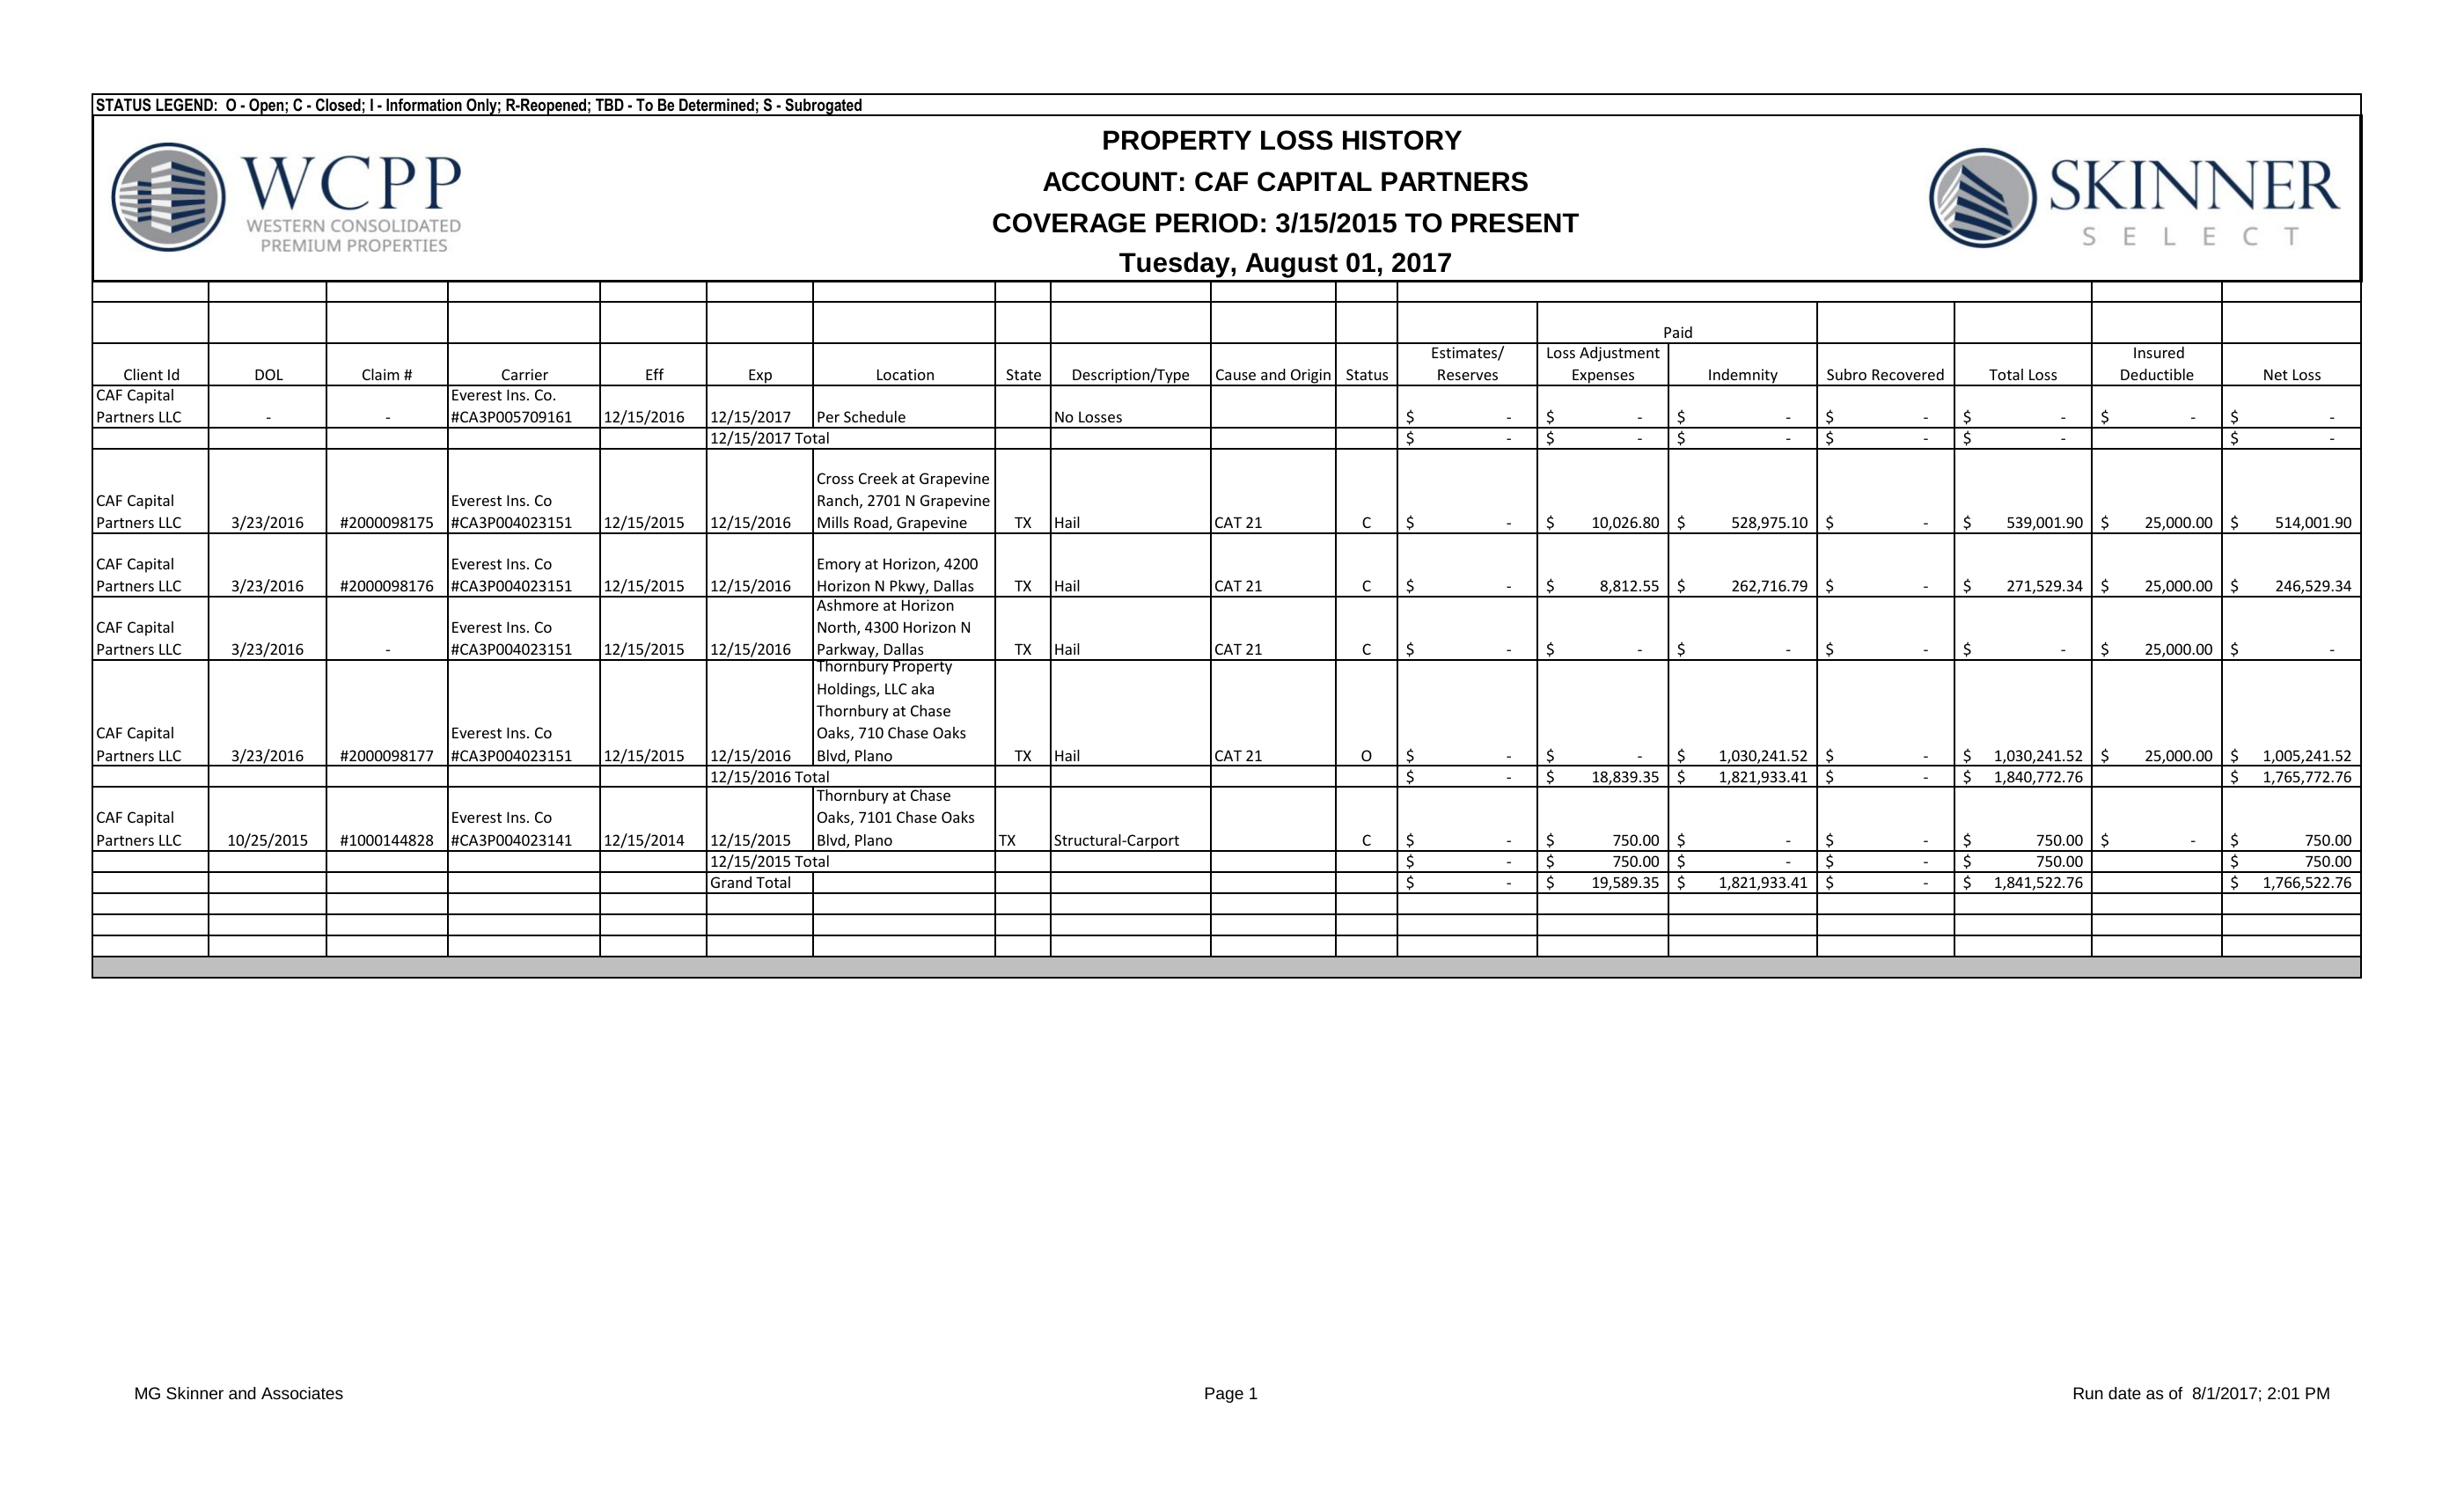 STATUS LEGEND:  O - Open; C - Closed; I - Information Only; R-Reopened; TBD - To Be Determined; S - Subrogated
WCPP
WESTERN CONSOLIDATED
PREMIUM PROPERTIES
PROPERTY LOSS HISTORY
ACCOUNT: CAF CAPITAL PARTNERS
COVERAGE PERIOD: 3/15/2015 TO PRESENT
Tuesday, August 01, 2017
SKINNER
SELECT
Paid
Estimates/ Loss Adjustment Insured
Client Id DOL Claim # Carrier Eff Exp Location State Description/Type Cause and Origin Status Reserves Expenses Indemnity Subro Recovered Total Loss Deductible Net Loss
CAF Capital Everest Ins. Co.
Partners LLC - - #CA3P005709161 12/15/2016 12/15/2017 Per Schedule No Losses $ - $ - $ - $ - $ - $ - $ -
12/15/2017 Total $ - $ - $ - $ - $ - $ -
Cross Creek at Grapevine
CAF Capital Everest Ins. Co Ranch, 2701 N Grapevine
Partners LLC 3/23/2016 #2000098175 #CA3P004023151 12/15/2015 12/15/2016 Mills Road, Grapevine TX Hail CAT 21 C $ - $ 10,026.80 $ 528,975.10 $ - $ 539,001.90 $ 25,000.00 $ 514,001.90
CAF Capital Everest Ins. Co Emory at Horizon, 4200
Partners LLC 3/23/2016 #2000098176 #CA3P004023151 12/15/2015 12/15/2016 Horizon N Pkwy, Dallas TX Hail CAT 21 C $ - $ 8,812.55 $ 262,716.79 $ - $ 271,529.34 $ 25,000.00 $ 246,529.34
Ashmore at Horizon
CAF Capital Everest Ins. Co North, 4300 Horizon N
Partners LLC 3/23/2016 - #CA3P004023151 12/15/2015 12/15/2016 Parkway, Dallas TX Hail CAT 21 C $ - $ - $ - $ - $ - $ 25,000.00 $ -
Thornbury Property
Holdings, LLC aka
Thornbury at Chase
CAF Capital Everest Ins. Co Oaks, 710 Chase Oaks
Partners LLC 3/23/2016 #2000098177 #CA3P004023151 12/15/2015 12/15/2016 Blvd, Plano TX Hail CAT 21 O $ - $ - $ 1,030,241.52 $ - $ 1,030,241.52 $ 25,000.00 $ 1,005,241.52
12/15/2016 Total $ - $ 18,839.35 $ 1,821,933.41 $ - $ 1,840,772.76 $ 1,765,772.76
Thornbury at Chase
CAF Capital Everest Ins. Co Oaks, 7101 Chase Oaks
Partners LLC 10/25/2015 #1000144828 #CA3P004023141 12/15/2014 12/15/2015 Blvd, Plano TX Structural-Carport C $ - $ 750.00 $ - $ - $ 750.00 $ - $ 750.00
12/15/2015 Total $ - $ 750.00 $ - $ - $ 750.00 $ 750.00
Grand Total $ - $ 19,589.35 $ 1,821,933.41 $ - $ 1,841,522.76 $ 1,766,522.76
MG Skinner and Associates Page 1 Run date as of  8/1/2017; 2:01 PM